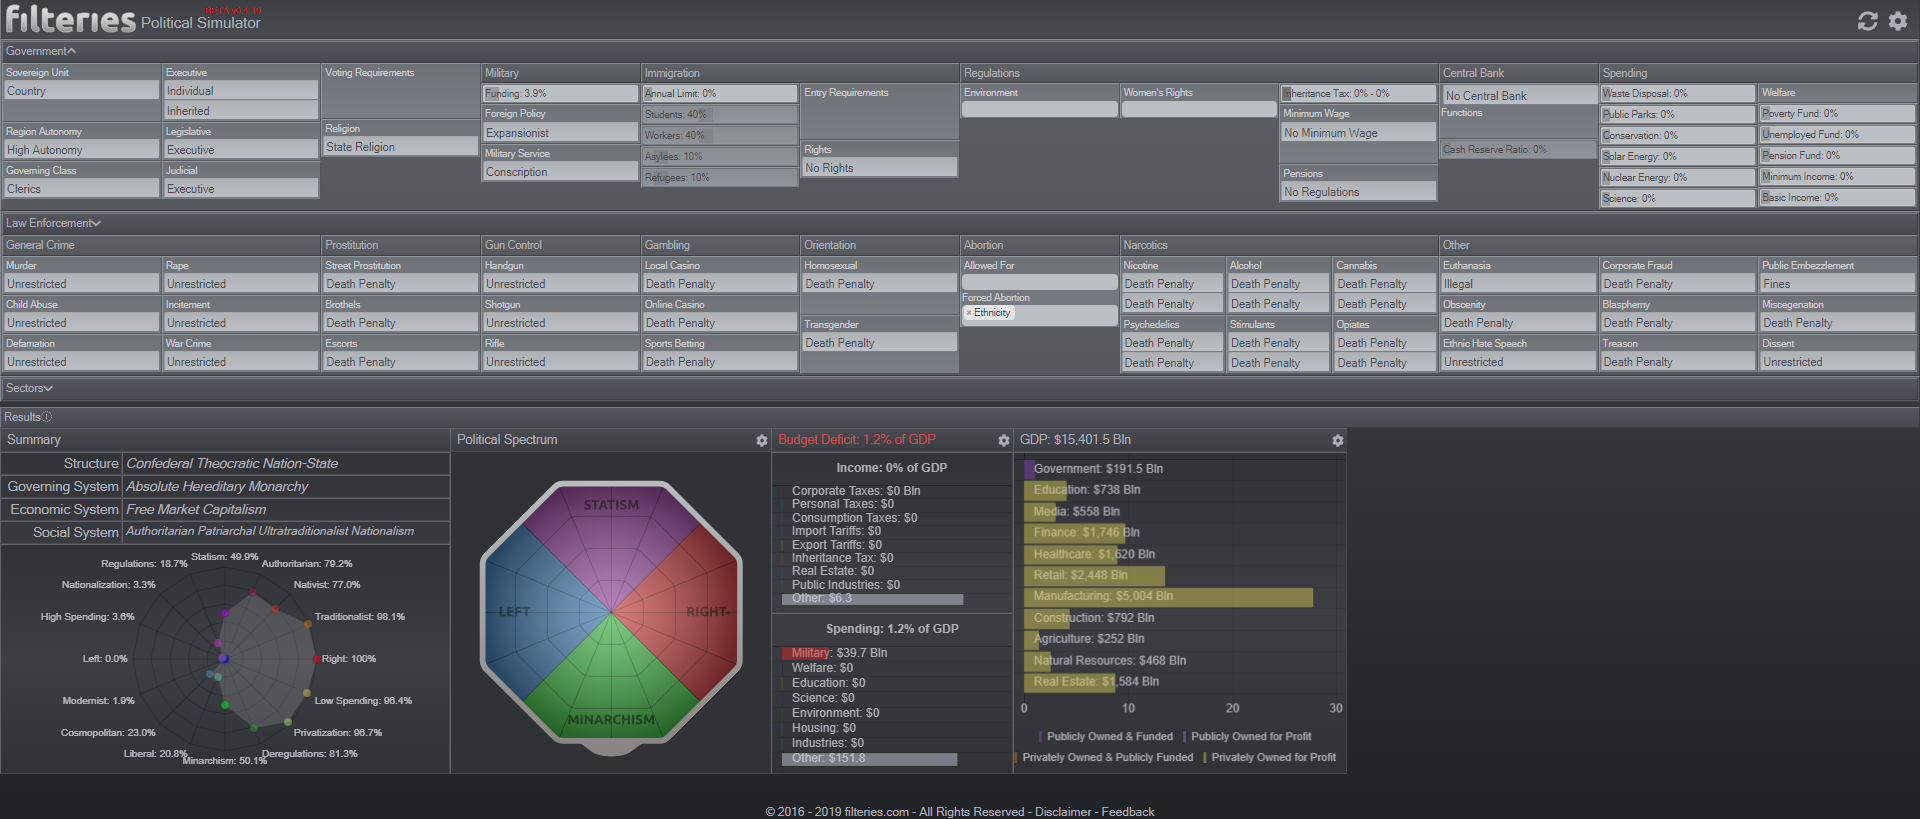 filteries BETA v0.4.19
Political Simulator
Government
Sovereign Unit
Country
Region Autonomy
High Autonomy
Governing Class
Clerics
Executive
Individual
Inherited
Legislative
Executive
Judicial
Executive
Voting Requirements
Religion
State Religion
Military
Funding: 3.9%
Foreign Policy
Expansionist
Military Service
Conscription
Immigration
Annual Limit: 0%
Students: 40%
Workers: 40%
Asylees: 10%
Refugees: 10%
Entry Requirements
Rights
No Rights
Regulations
Environment
Women's Rights
Inheritance Tax: 0% - 0%
Minimum Wage
No Minimum Wage
Pensions
No Regulations
Central Bank
No Central Bank
Functions
Cash Reserve Ratio: 0%
Spending
Waste Disposal: 0%
Public Parks: 0%
Conservation: 0%
Solar Energy: 0%
Nuclear Energy: 0%
Science: 0%
Welfare
Poverty Fund: 0%
Unemployed Fund: 0%
Pension Fund: 0%
Minimum Income: 0%
Basic Income: 0%
Law Enforcement
General Crime
Murder
Unrestricted
Child Abuse
Unrestricted
Defamation
Unrestricted
Rape
Unrestricted
Incitement
Unrestricted
War Crime
Unrestricted
Prostitution
Street Prostitution
Death Penalty
Brothels
Death Penalty
Escorts
Death Penalty
Gun Control
Handgun
Unrestricted
Shotgun
Unrestricted
Rifle
Unrestricted
Gambling
Local Casino
Death Penalty
Online Casino
Death Penalty
Sports Betting
Death Penalty
Orientation
Homosexual
Death Penalty
Transgender
Death Penalty
Abortion
Allowed For
Forced Abortion
× Ethnicity
Narcotics
Nicotine
Death Penalty
Death Penalty
Psychedelics
Death Penalty
Death Penalty
Alcohol
Death Penalty
Death Penalty
Stimulants
Death Penalty
Death Penalty
Cannabis
Death Penalty
Death Penalty
Opiates
Death Penalty
Death Penalty
Other
Euthanasia
Illegal
Obscenity
Death Penalty
Ethnic Hate Speech
Unrestricted
Corporate Fraud
Death Penalty
Blasphemy
Death Penalty
Treason
Death Penalty
Public Embezzlement
Fines
Miscegenation
Death Penalty
Dissent
Unrestricted
Sectors
Results
Summary
Structure Confederal Theocratic Nation-State
Governing System Absolute Hereditary Monarchy
Economic System Free Market Capitalism
Social System Authoritarian Patriarchal Ultratraditionalist Nationalism
Statism: 49.9%
Regulations: 18.7%
Authoritarian: 79.2%
Nationalization: 3.3%
Nativist: 77.0%
High Spending: 3.6%
Traditionalist: 98.1%
Left: 0.0%
Right: 100%
Modernist: 1.9%
Low Spending: 96.4%
Cosmopolitan: 23.0%
Privatization: 96.7%
Liberal: 20.8%
Deregulations: 81.3%
Minarchism: 50.1%
Political Spectrum
STATISM
LEFT
RIGHT
MINARCHISM
Budget Deficit: 1.2% of GDP
Income: 0% of GDP
Corporate Taxes: $0 Bln
Personal Taxes: $0
Consumption Taxes: $0
Import Tariffs: $0
Export Tariffs: $0
Inheritance Tax: $0
Real Estate: $0
Public Industries: $0
Other: $6.3
Spending: 1.2% of GDP
Military: $39.7 Bln
Welfare: $0
Education: $0
Science: $0
Environment: $0
Housing: $0
Industries: $0
Other: $151.8
GDP: $15,401.5 Bln
Government: $191.5 Bln
Education: $738 Bln
Media: $558 Bln
Finance: $1,746 Bln
Healthcare: $1,620 Bln
Retail: $2,448 Bln
Manufacturing: $5,004 Bln
Construction: $792 Bln
Agriculture: $252 Bln
Natural Resources: $468 Bln
Real Estate: $1,584 Bln
0 10 20 30
Publicly Owned & Funded Publicly Owned for Profit
Privately Owned & Publicly Funded Privately Owned for Profit
© 2016 - 2019 filteries.com - All Rights Reserved - Disclaimer - Feedback